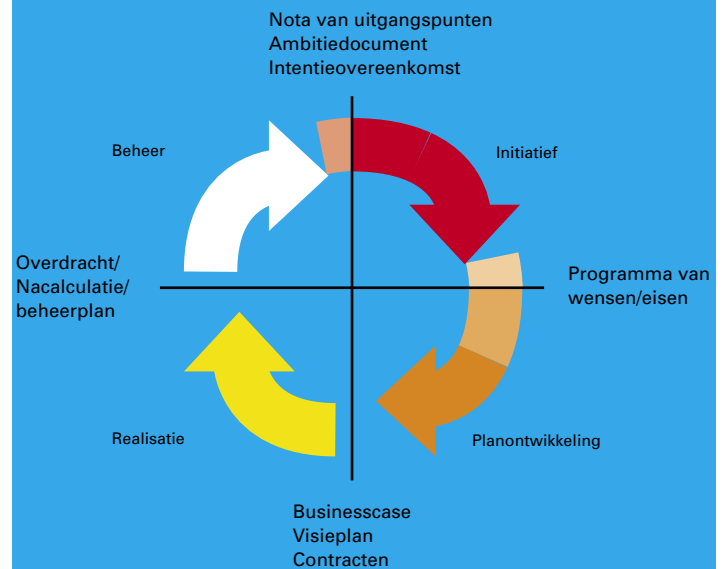 Nota van uitgangspunten
Ambitiedocument
Intentieovereenkomst
Beheer
Initiatief
Overdracht/
Nacalculatie/
beheerplan
Programma van
wensen/eisen
Realisatie
Planontwikkeling
Businesscase
Visieplan
Contracten